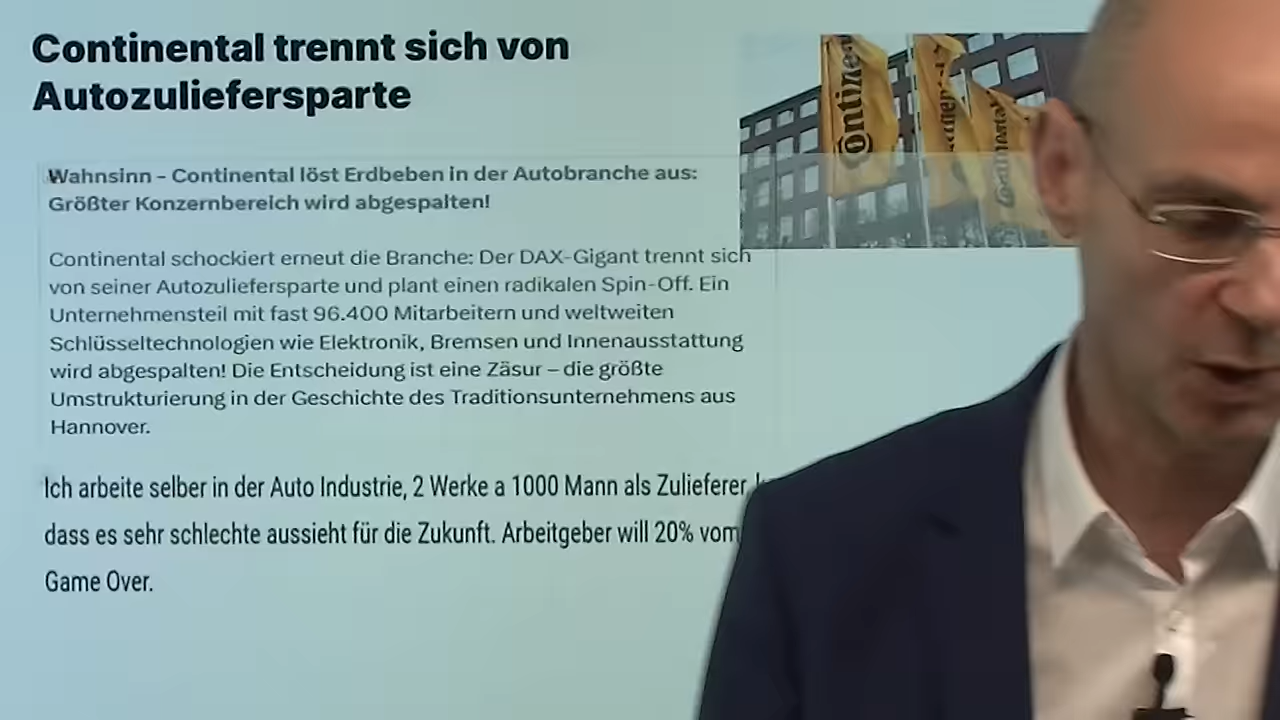 Continental trennt sich von
Autozuliefersparte
Wahnsinn – Continental löst Erdbeben in der Autobranche aus:
Größter Konzernbereich wird abgespalten!
Continental schockiert erneut die Branche: Der DAX-Gigant trennt sich
von seiner Autozuliefersparte und plant einen radikalen Spin-Off. Ein
Unternehmensteil mit fast 96.400 Mitarbeitern und weltweiten
Schlüsseltechnologien wie Elektronik, Bremsen und Innenausstattung
wird abgespalten! Die Entscheidung ist eine Zäsur – die größte
Umstrukturierung in der Geschichte des Traditionsunternehmens aus
Hannover.
Ich arbeite selber in der Auto Industrie, 2 Werke a 1000 Mann als Zulieferer
dass es sehr schlechte aussieht für die Zukunft. Arbeitgeber will 20% vom
Game Over.